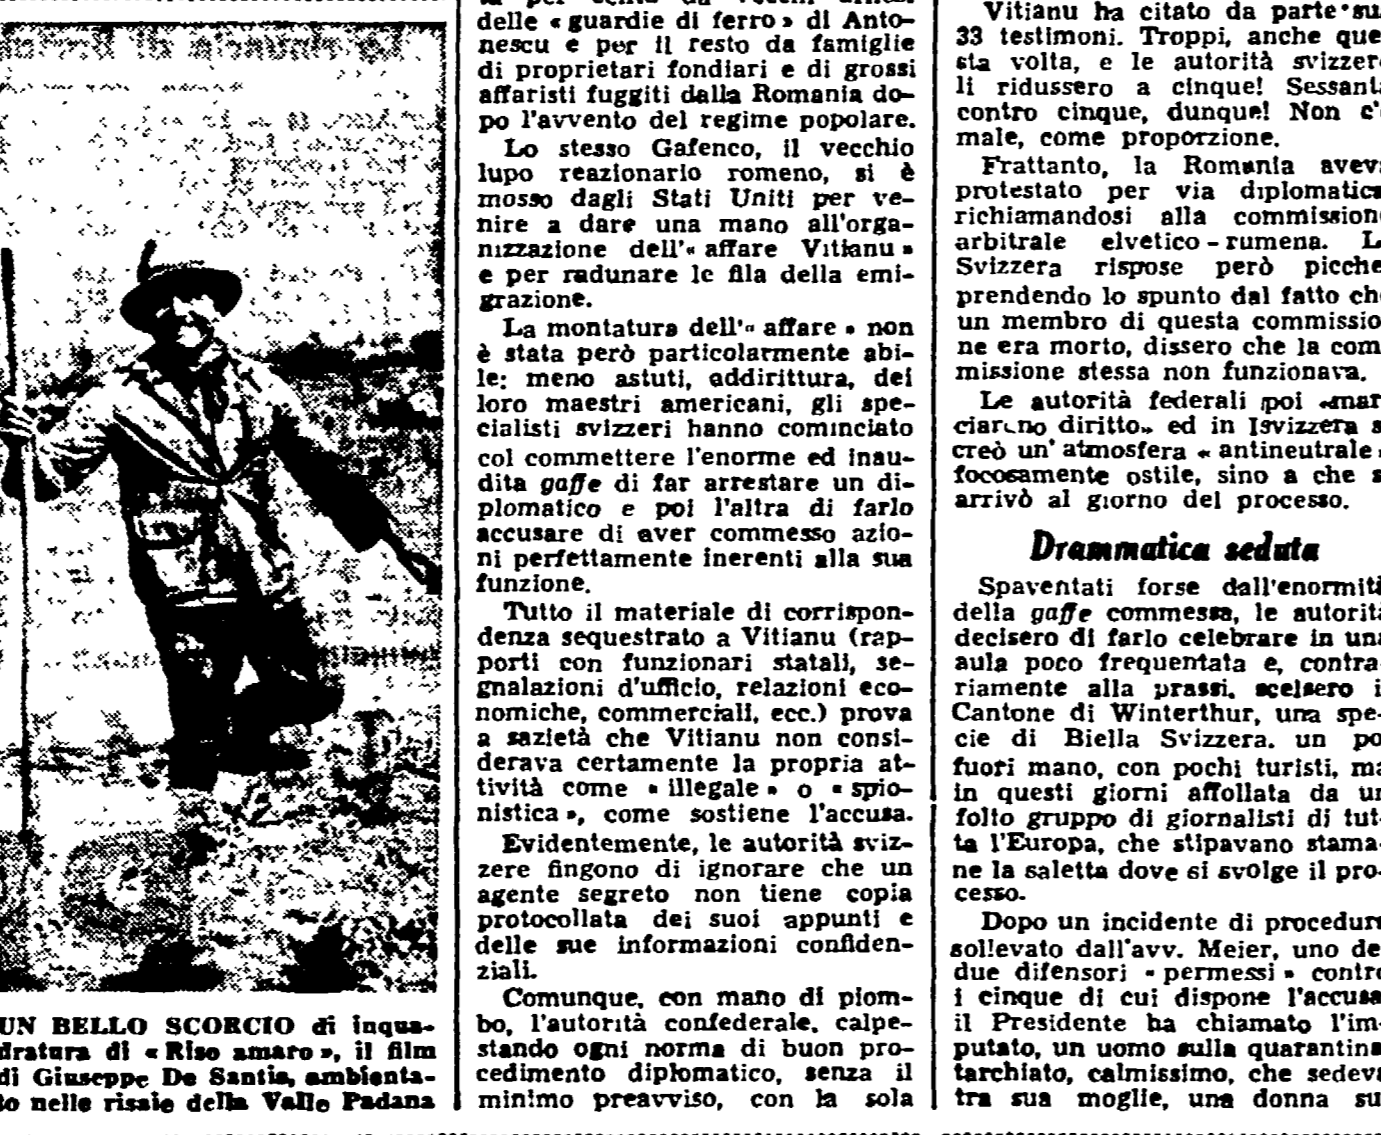 UN BELLO SCORCIO di inqua-
dratura di « Riso amaro », il film
di Giuseppe De Santis, ambienta-
to nelle risaie della Valle Padana
delle « guardie di ferro » di Anto-
nescu e per il resto da famiglie
di proprietari fondiari e di grossi
affaristi fuggiti dalla Romania do-
po l'avvento del regime popolare.
Lo stesso Gafenco, il vecchio
lupo reazionario romeno, si è
mosso dagli Stati Uniti per ve-
nire a dare una mano all'orga-
nizzazione dell'« affare Vitianu »
e per radunare le fila della emi-
grazione.
La montatura dell'« affare » non
è stata però particolarmente abi-
le: meno astuti, addirittura, dei
loro maestri americani, gli spe-
cialisti svizzeri hanno cominciato
col commettere l'enorme ed inau-
dita gaffe di far arrestare un di-
plomatico e poi l'altra di farlo
accusare di aver commesso azio-
ni perfettamente inerenti alla sua
funzione.
Tutto il materiale di corrispon-
denza sequestrato a Vitianu (rap-
porti con funzionari statali, se-
gnalazioni d'ufficio, relazioni eco-
nomiche, commerciali, ecc.) prova
a sazietà che Vitianu non consi-
derava certamente la propria at-
tività come « illegale » o « spio-
nistica », come sostiene l'accusa.
Evidentemente, le autorità sviz-
zere fingono di ignorare che un
agente segreto non tiene copia
protocollata dei suoi appunti e
delle sue informazioni confiden-
ziali.
Comunque, con mano di piom-
bo, l'autorità confederale, calpe-
stando ogni norma di buon pro-
cedimento diplomatico, senza il
minimo preavviso, con la sola
Vitianu ha citato da parte su
33 testimoni. Troppi, anche que
sta volta, e le autorità svizzer
li ridussero a cinque! Sessant
contro cinque, dunque! Non c'
male, come proporzione.
Frattanto, la Romania avev
protestato per via diplomatica
richiamandosi alla commission
arbitrale elvetico-rumena. L
Svizzera rispose però picche
prendendo lo spunto dal fatto ch
un membro di questa commissio
ne era morto, dissero che la com
missione stessa non funzionava.
Le autorità federali poi «mar
ciarono diritto» ed in Isvizzera s
creò un'atmosfera « antineutrale »
focosamente ostile, sino a che s
arrivò al giorno del processo.
Drammatica seduta
Spaventati forse dall'enormità
della gaffe commessa, le autorità
decisero di farlo celebrare in una
aula poco frequentata e, contra-
riamente alla prassi, scelsero i
Cantone di Winterthur, una spe-
cie di Biella Svizzera, un po
fuori mano, con pochi turisti, ma
in questi giorni affollata da un
folto gruppo di giornalisti di tut-
ta l'Europa, che stipavano stama-
ne la saletta dove si svolge il pro-
cesso.
Dopo un incidente di procedura
sollevato dall'avv. Meier, uno de
due difensori « permessi » contro
i cinque di cui dispone l'accusa
il Presidente ha chiamato l'im-
putato, un uomo sulla quarantina
tarchiato, calmissimo, che sedeva
tra sua moglie, una donna su